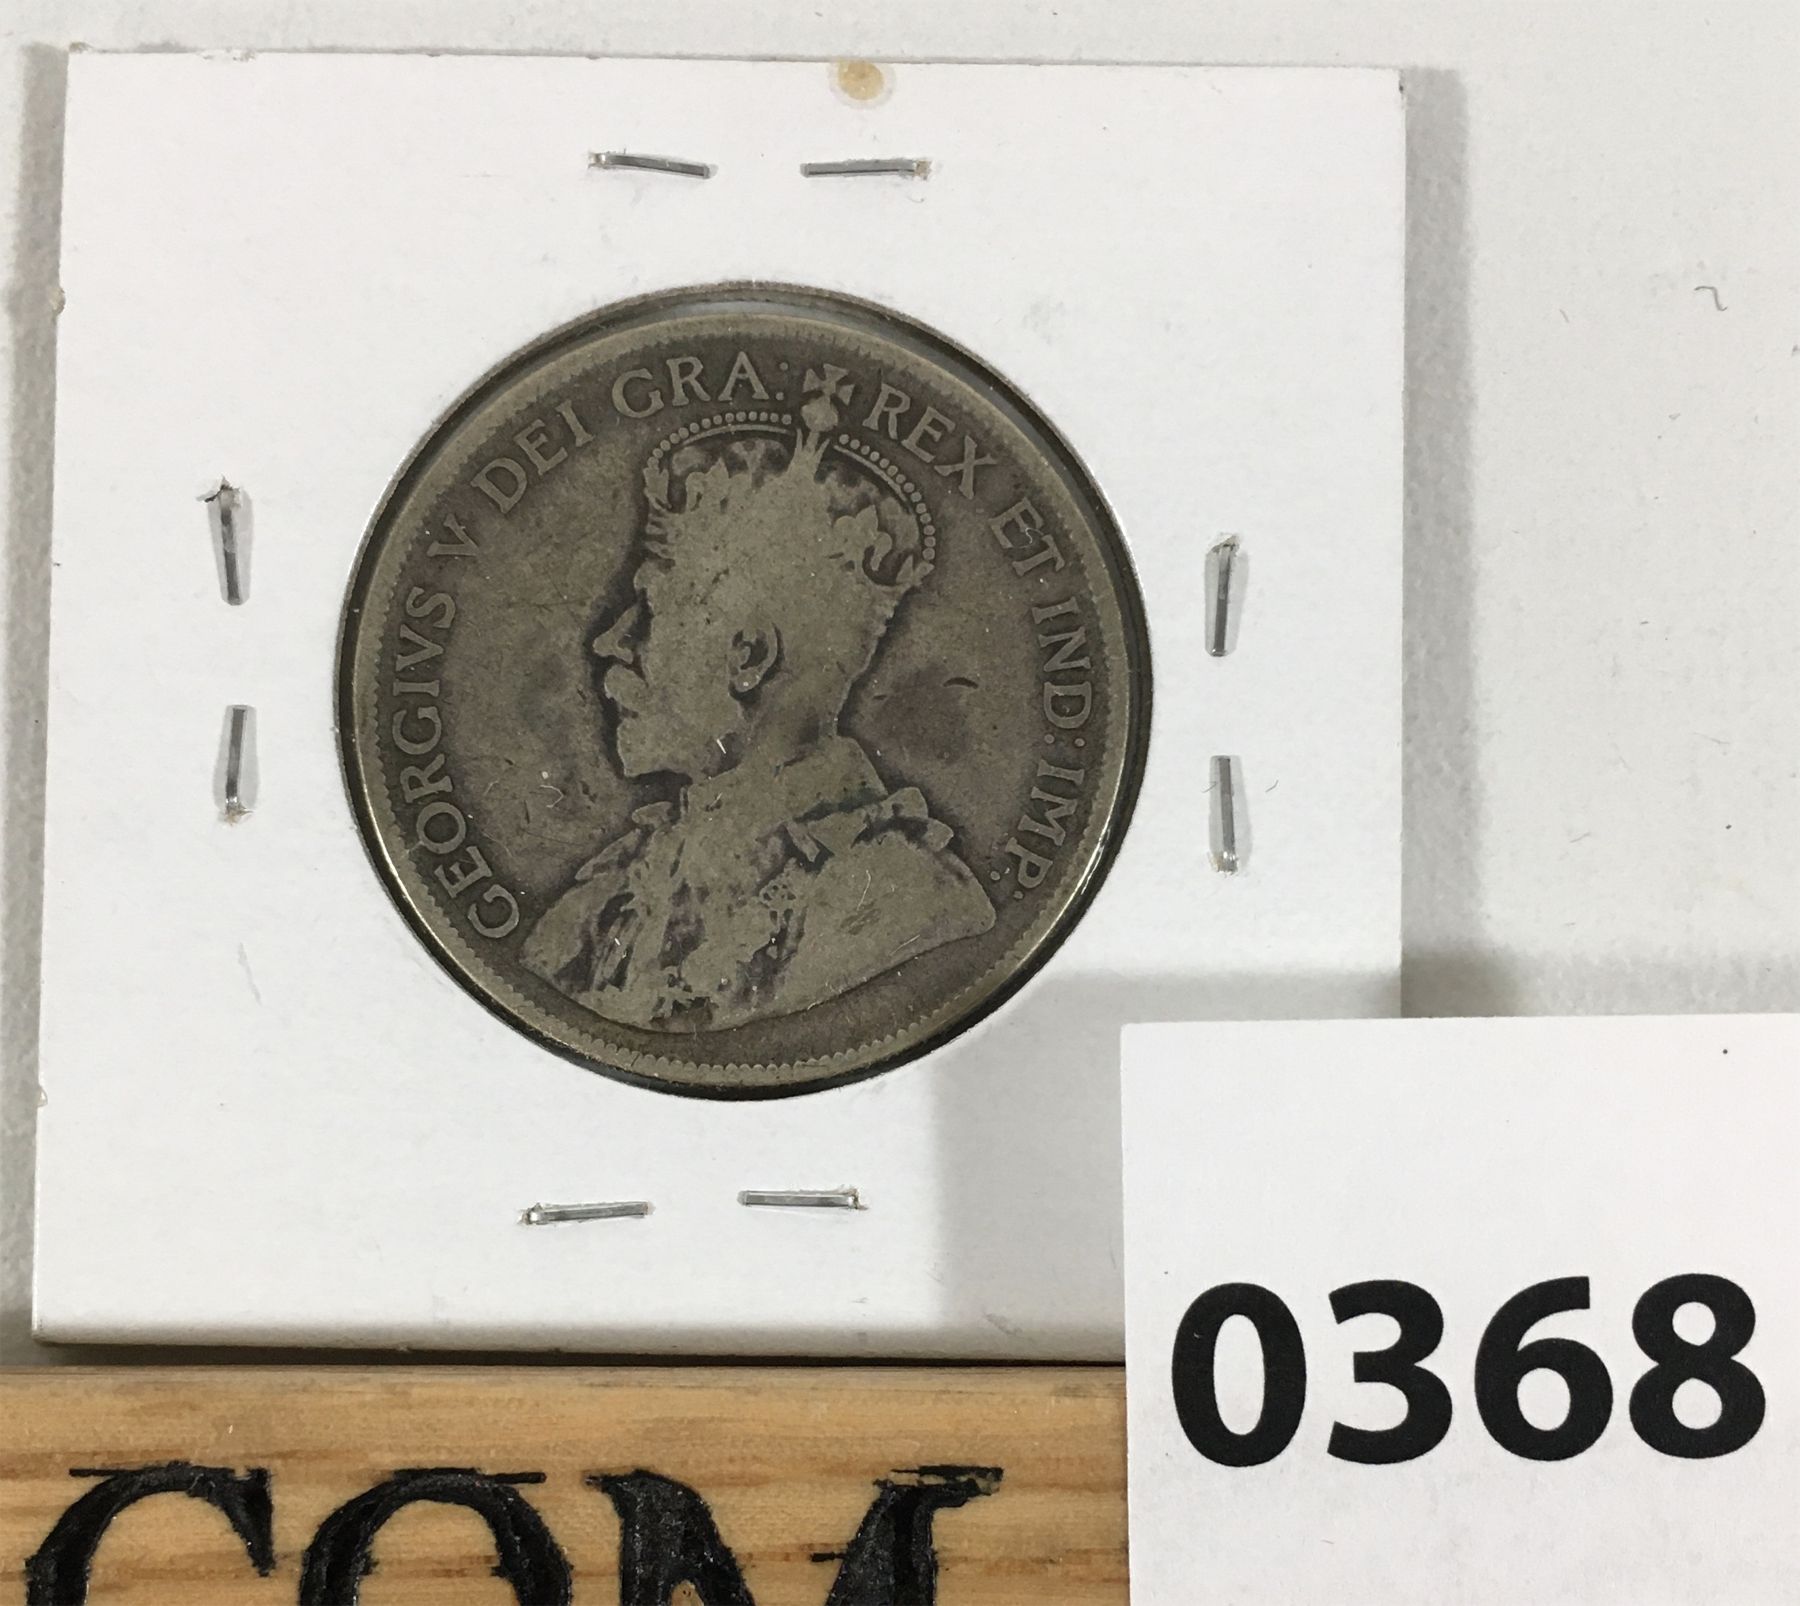 GEORGIVS V DEI GRA: REX ET IND: IMP:
0368
COM